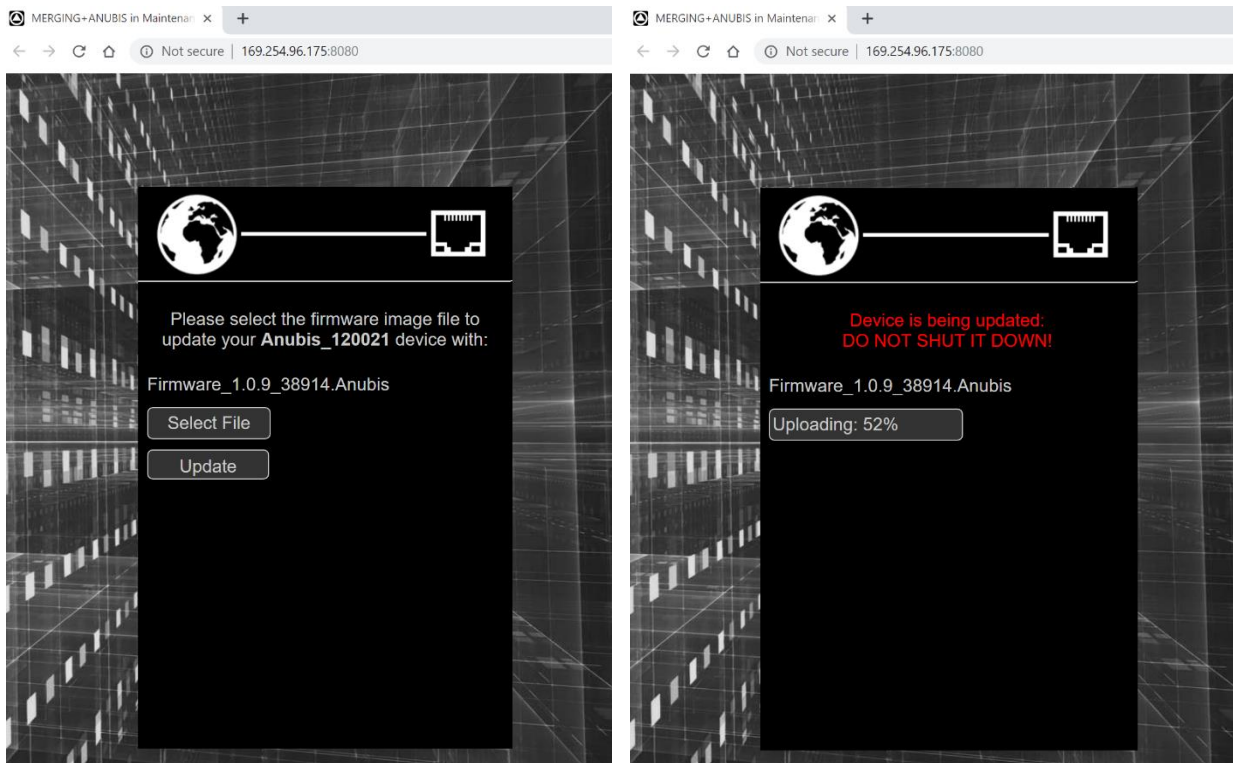 MERGING+ANUBIS in Maintenan
Not secure | 169.254.96.175:8080
Please select the firmware image file to
update your Anubis_120021 device with:
Firmware_1.0.9_38914.Anubis
Select File
Update
MERGING+ANUBIS in Maintenan
Not secure | 169.254.96.175:8080
Device is being updated:
DO NOT SHUT IT DOWN!
Firmware_1.0.9_38914.Anubis
Uploading: 52%